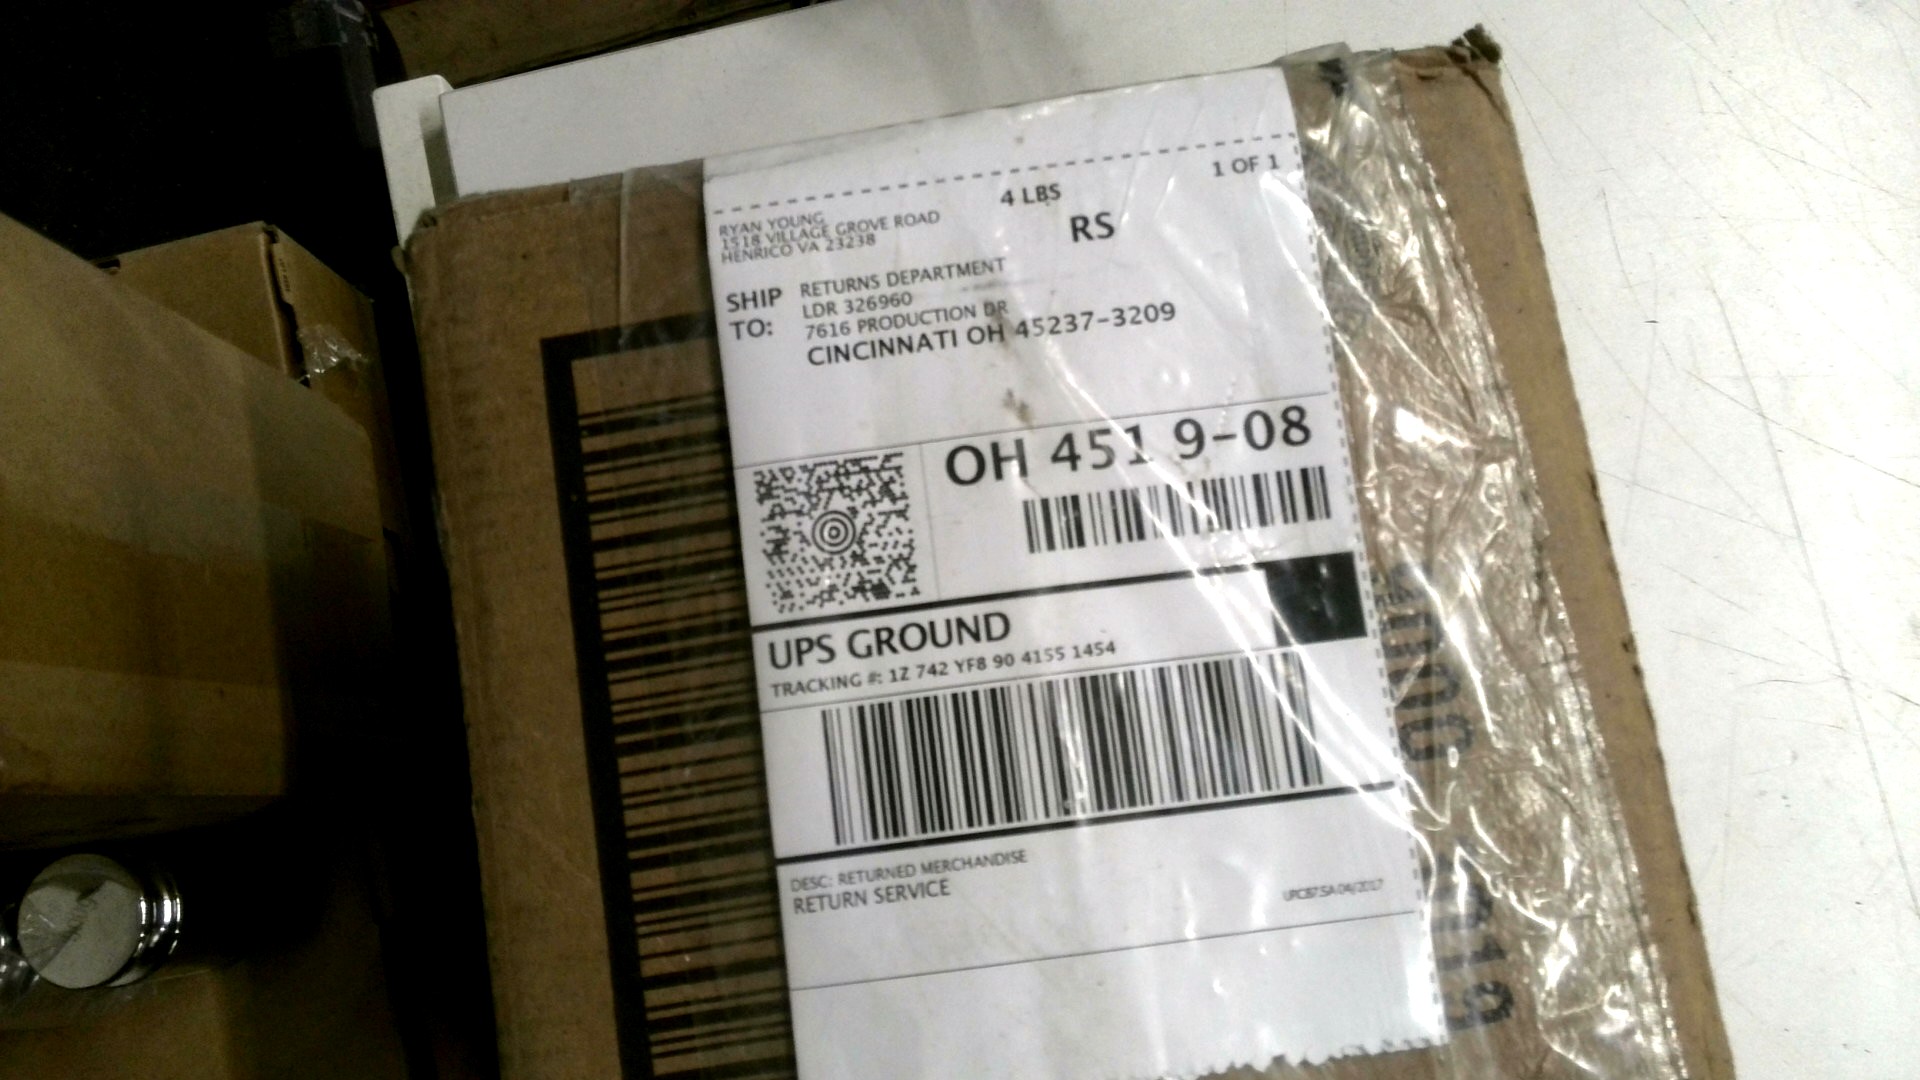 1 OF 1
4 LBS
RS
RYAN YOUNG
1518 VILLAGE GROVE ROAD
HENRICO VA 23238
SHIP TO:
RETURNS DEPARTMENT
LDR 326960
7616 PRODUCTION DR
CINCINNATI OH 45237-3209
OH 451 9-08
UPS GROUND
TRACKING #: 1Z 742 YF8 90 4155 1454
DESC: RETURNED MERCHANDISE
RETURN SERVICE